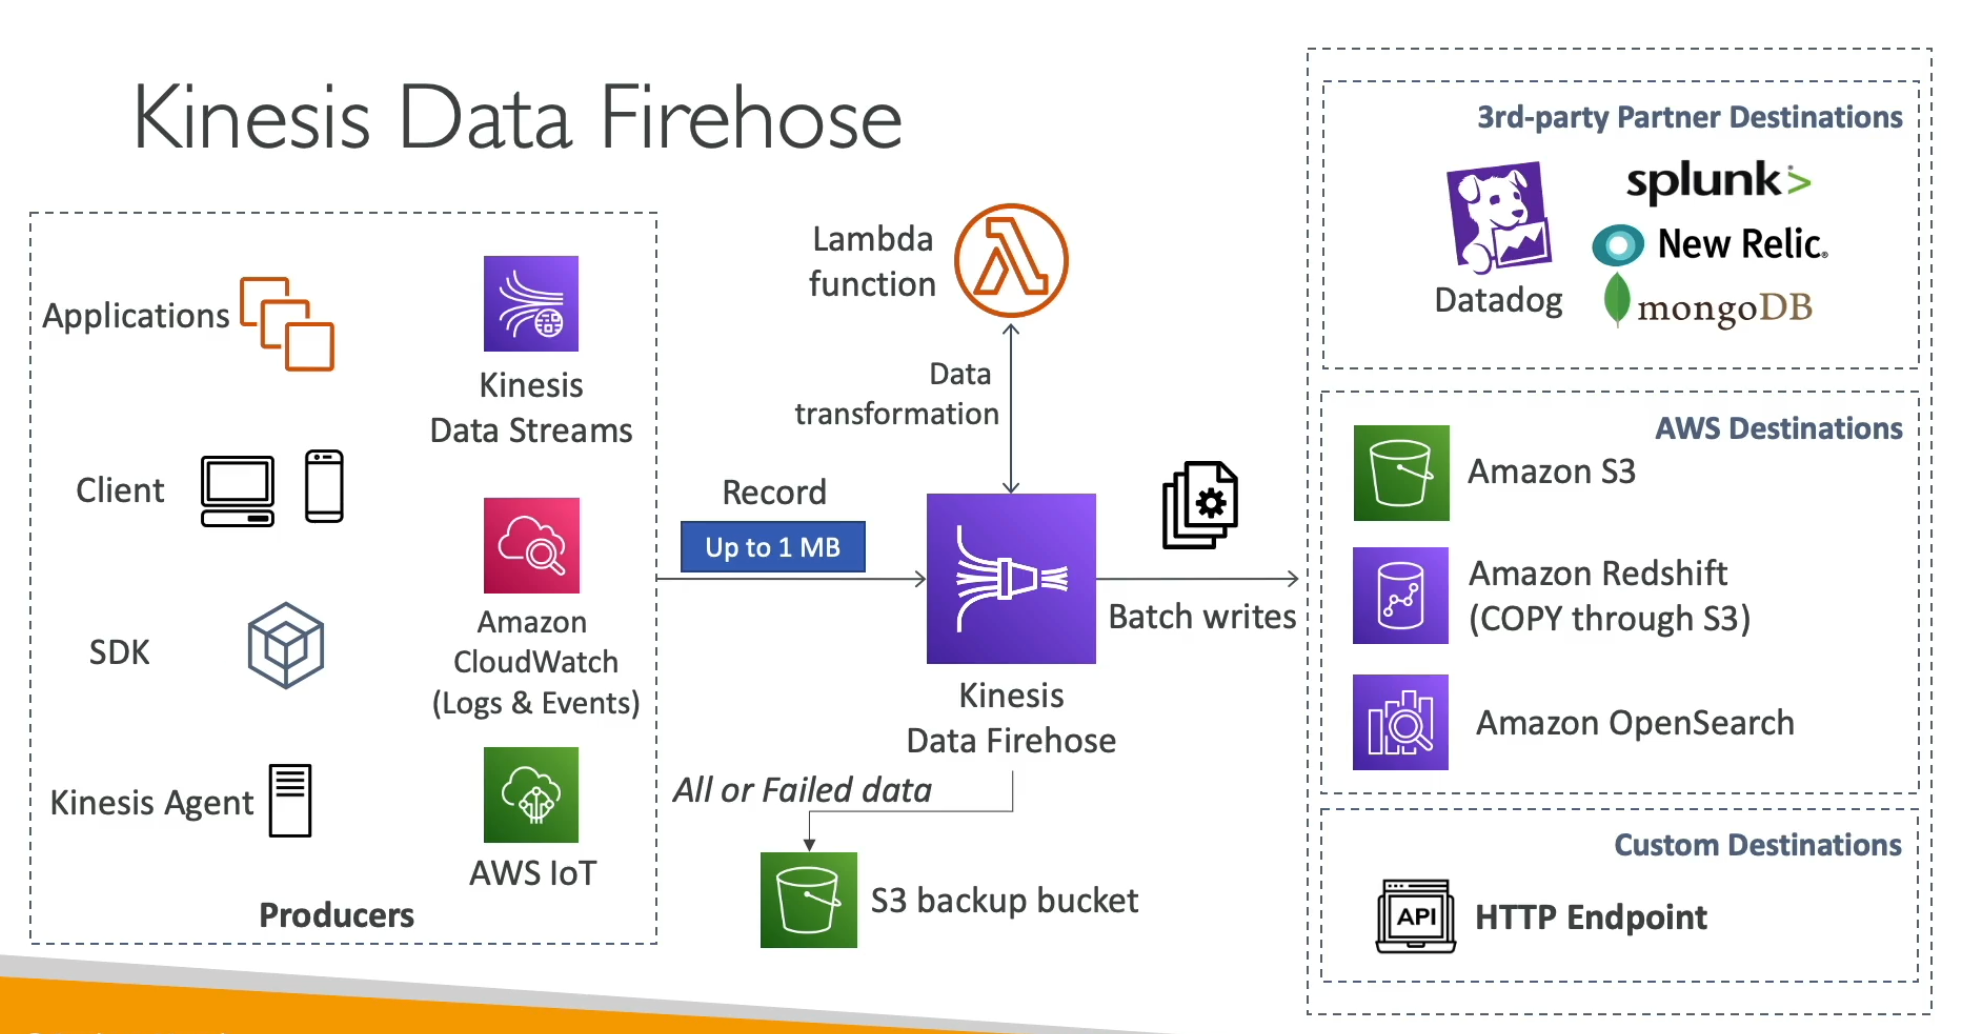 Kinesis Data Firehose
Applications
Client
SDK
Kinesis Agent
Kinesis
Data Streams
Amazon
CloudWatch
(Logs & Events)
AWS IoT
Producers
Record
Up to 1 MB
Lambda
function
Data
transformation
Kinesis
Data Firehose
All or Failed data
S3 backup bucket
Batch writes
3rd-party Partner Destinations
Datadog
splunk>
New Relic®
mongoDB
AWS Destinations
Amazon S3
Amazon Redshift
(COPY through S3)
Amazon OpenSearch
Custom Destinations
API
HTTP Endpoint